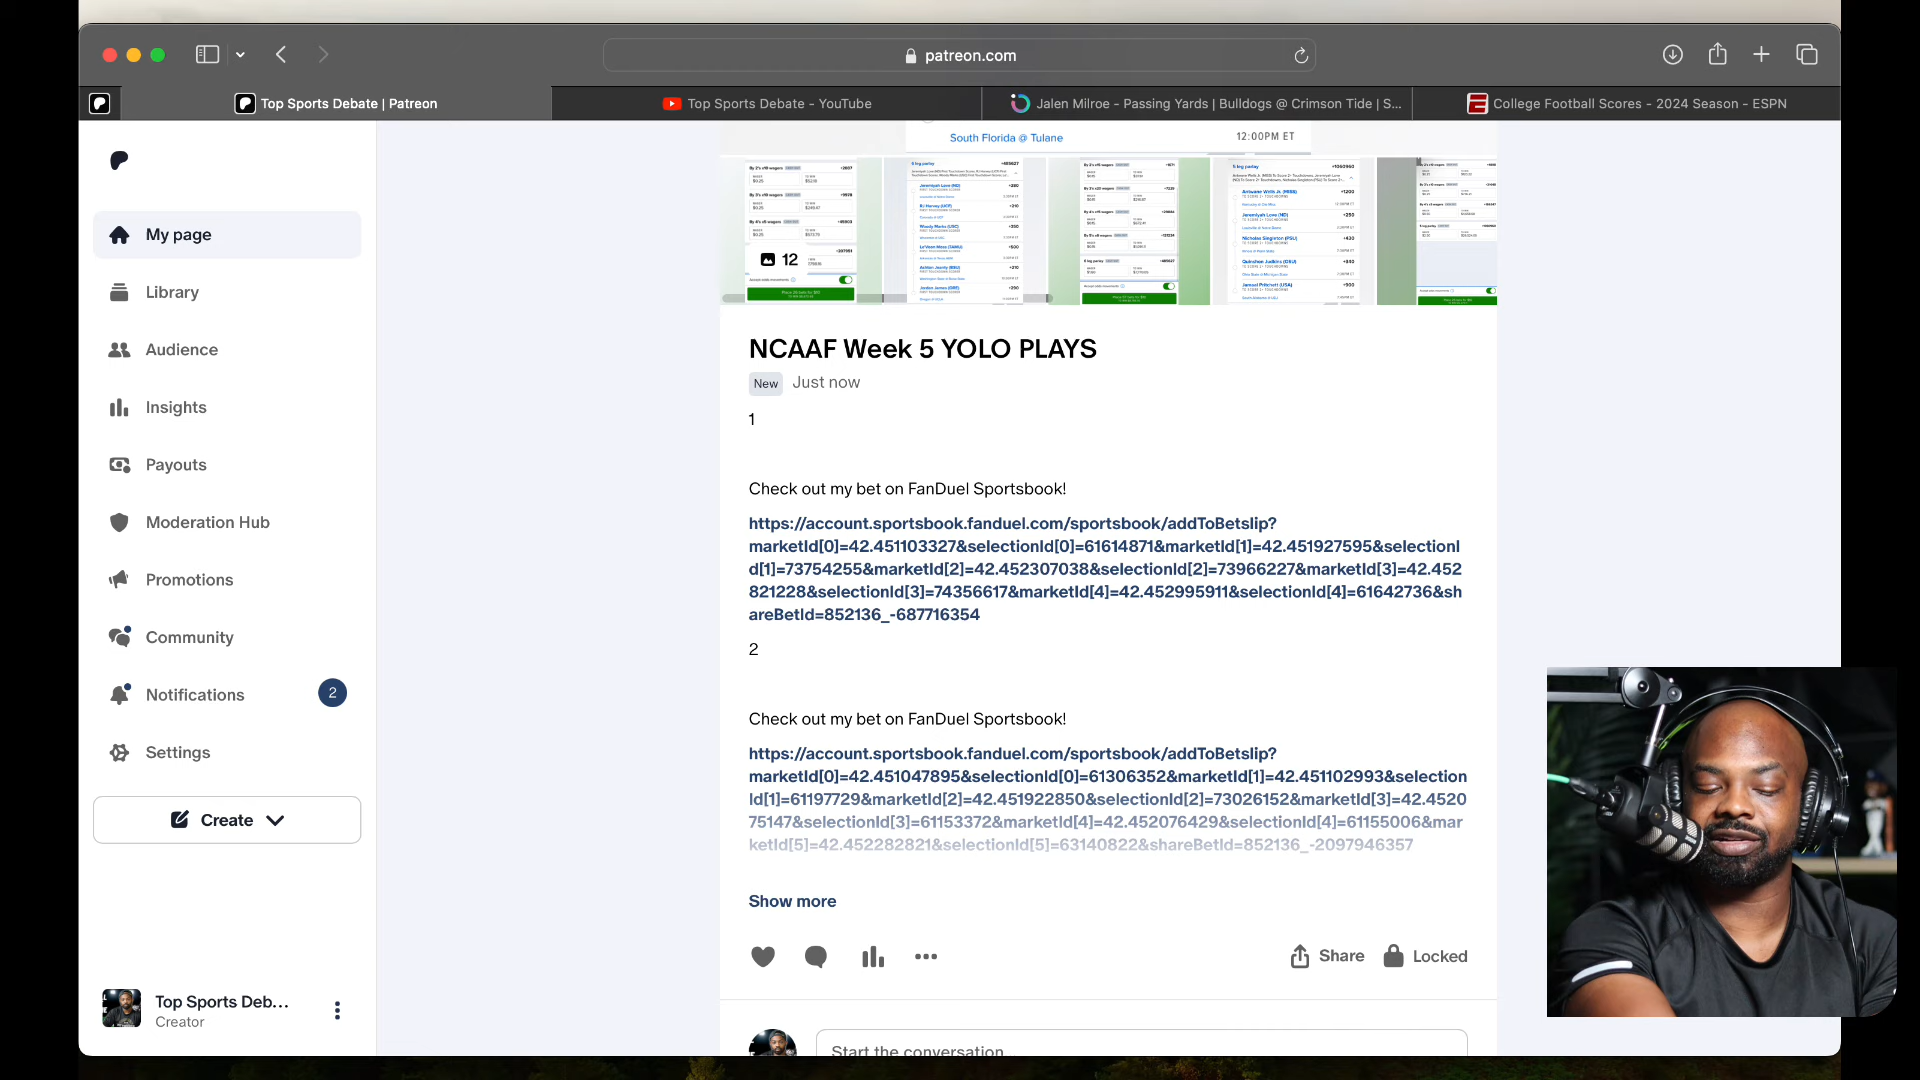 patreon.com
Top Sports Debate | Patreon
Top Sports Debate - YouTube
Jalen Milroe - Passing Yards | Bulldogs @ Crimson Tide | S...
College Football Scores - 2024 Season - ESPN
South Florida @ Tulane
12:00PM ET
12
My page
Library
Audience
Insights
Payouts
Moderation Hub
Promotions
Community
Notifications
2
Settings
Create
Top Sports Deb...
Creator
NCAAF Week 5 YOLO PLAYS
New
Just now
1
Check out my bet on FanDuel Sportsbook!
https://account.sportsbook.fanduel.com/sportsbook/addToBetslip?
marketId[0]=42.451103327&selectionId[0]=61614871&marketId[1]=42.451927595&selectionI
d[1]=73754255&marketId[2]=42.452307038&selectionId[2]=73966227&marketId[3]=42.452
821228&selectionId[3]=74356617&marketId[4]=42.452995911&selectionId[4]=61642736&sh
areBetId=852136_-687716354
2
Check out my bet on FanDuel Sportsbook!
https://account.sportsbook.fanduel.com/sportsbook/addToBetslip?
marketId[0]=42.451047895&selectionId[0]=61306352&marketId[1]=42.451102993&selection
Id[1]=61197729&marketId[2]=42.451922850&selectionId[2]=73026152&marketId[3]=42.4520
75147&selectionId[3]=61153372&marketId[4]=42.452076429&selectionId[4]=61155006&mar
ketId[5]=42.452282821&selectionId[5]=63140822&shareBetId=852136_-2097946357
Show more
Share
Locked
Start the conversation...